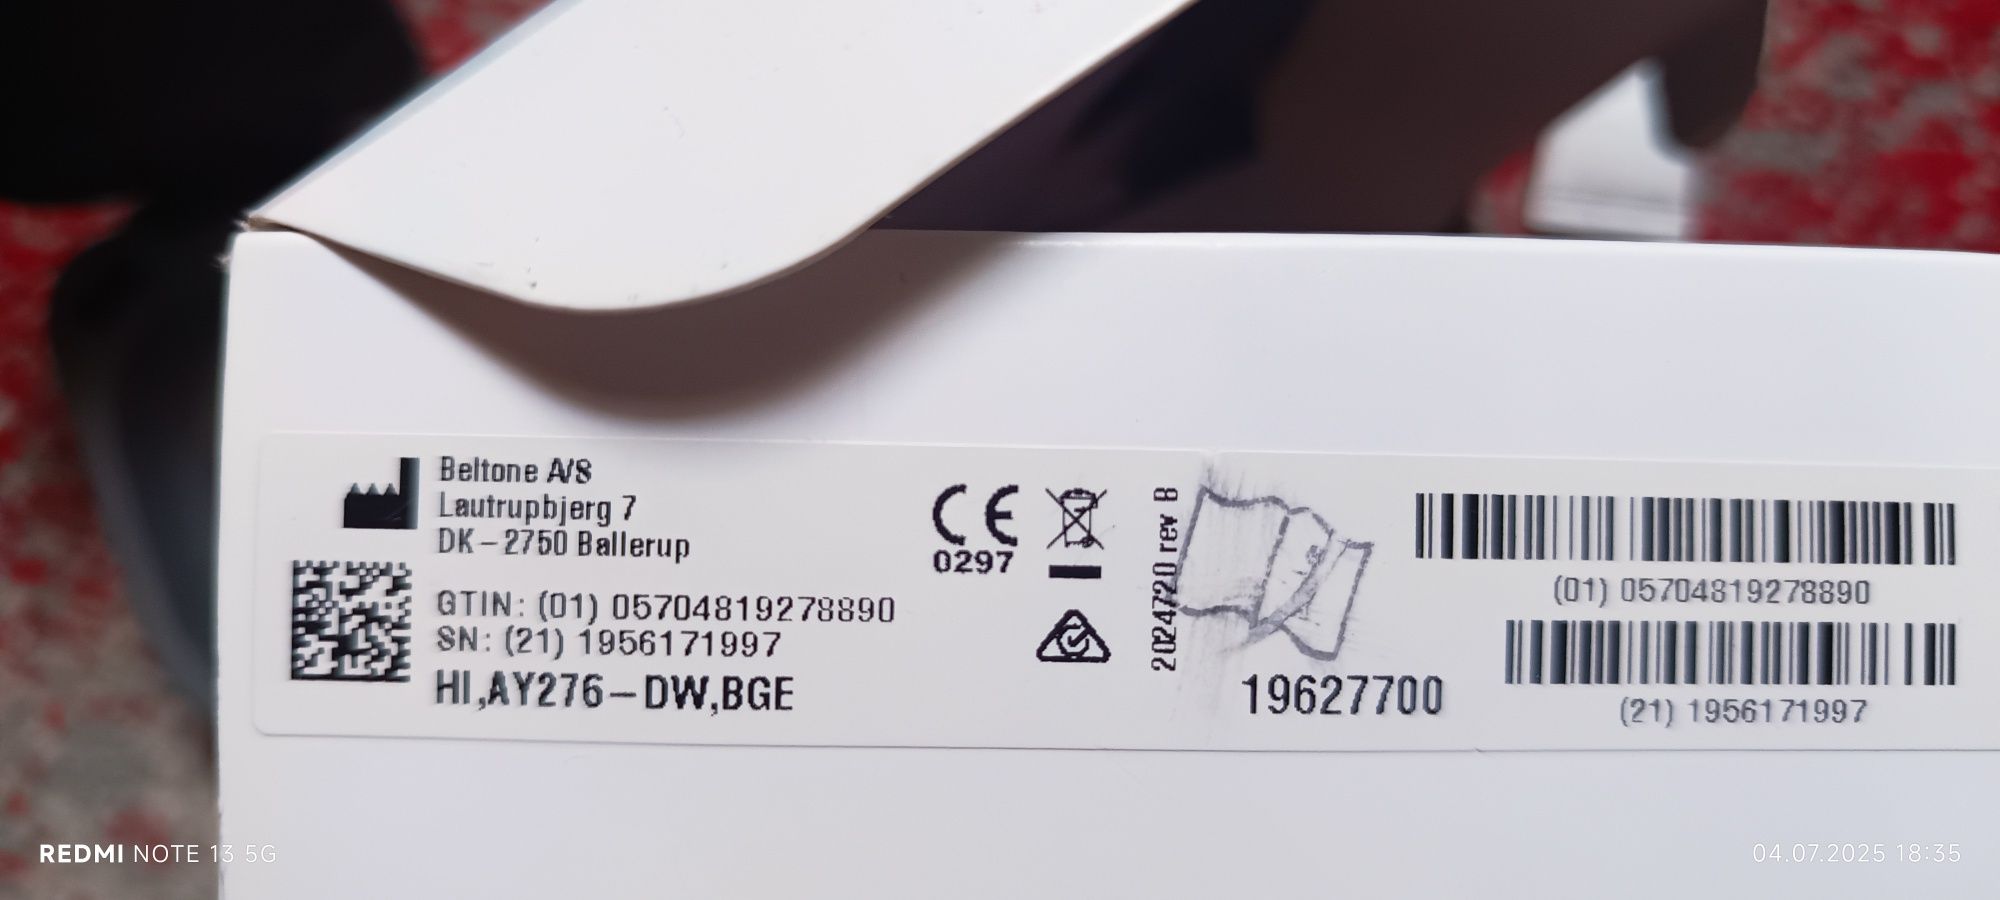 Beltone A/S
Lautrupbjerg 7
DK-2750 Ballerup
GTIN: (01) 05704819278890
SN: (21) 1956171997
HI,AY276-DW,BGE
CE
0297
2024720 rev B
19627700
(01) 05704819278890
(21) 1956171997
REDMI NOTE 13 5G
04.07.2025 18:35